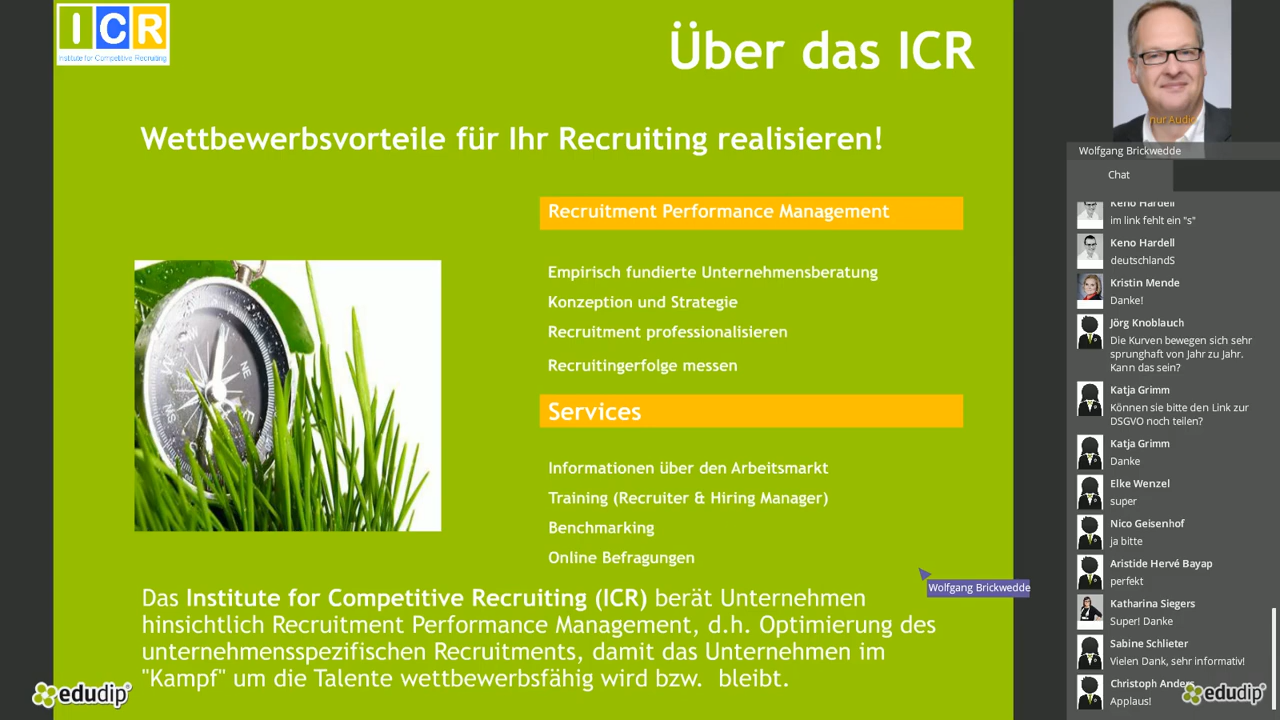 ICR
Institute for Competitive Recruiting
Über das ICR
Wettbewerbsvorteile für Ihr Recruiting realisieren!
Recruitment Performance Management
Empirisch fundierte Unternehmensberatung
Konzeption und Strategie
Recruitment professionalisieren
Recruitingerfolge messen
Services
Informationen über den Arbeitsmarkt
Training (Recruiter & Hiring Manager)
Benchmarking
Online Befragungen
Das Institute for Competitive Recruiting (ICR) berät Unternehmen
hinsichtlich Recruitment Performance Management, d.h. Optimierung des
unternehmensspezifischen Recruitments, damit das Unternehmen im
"Kampf" um die Talente wettbewerbsfähig wird bzw. bleibt.
Wolfgang Brickwedde
edudip
nur Audio
Wolfgang Brickwedde
Chat
Keno Hardell
im link fehlt ein "s"
Keno Hardell
deutschlandS
Kristin Mende
Danke!
Jörg Knoblauch
Die Kurven bewegen sich sehr
sprunghaft von Jahr zu Jahr.
Kann das sein?
Katja Grimm
Können sie bitte den Link zur
DSGVO noch teilen?
Katja Grimm
Danke
Elke Wenzel
super
Nico Geisenhof
ja bitte
Aristide Hervé Bayap
perfekt
Katharina Siegers
Super! Danke
Sabine Schlieter
Vielen Dank, sehr informativ!
Christoph Anders
Applaus!
edudip